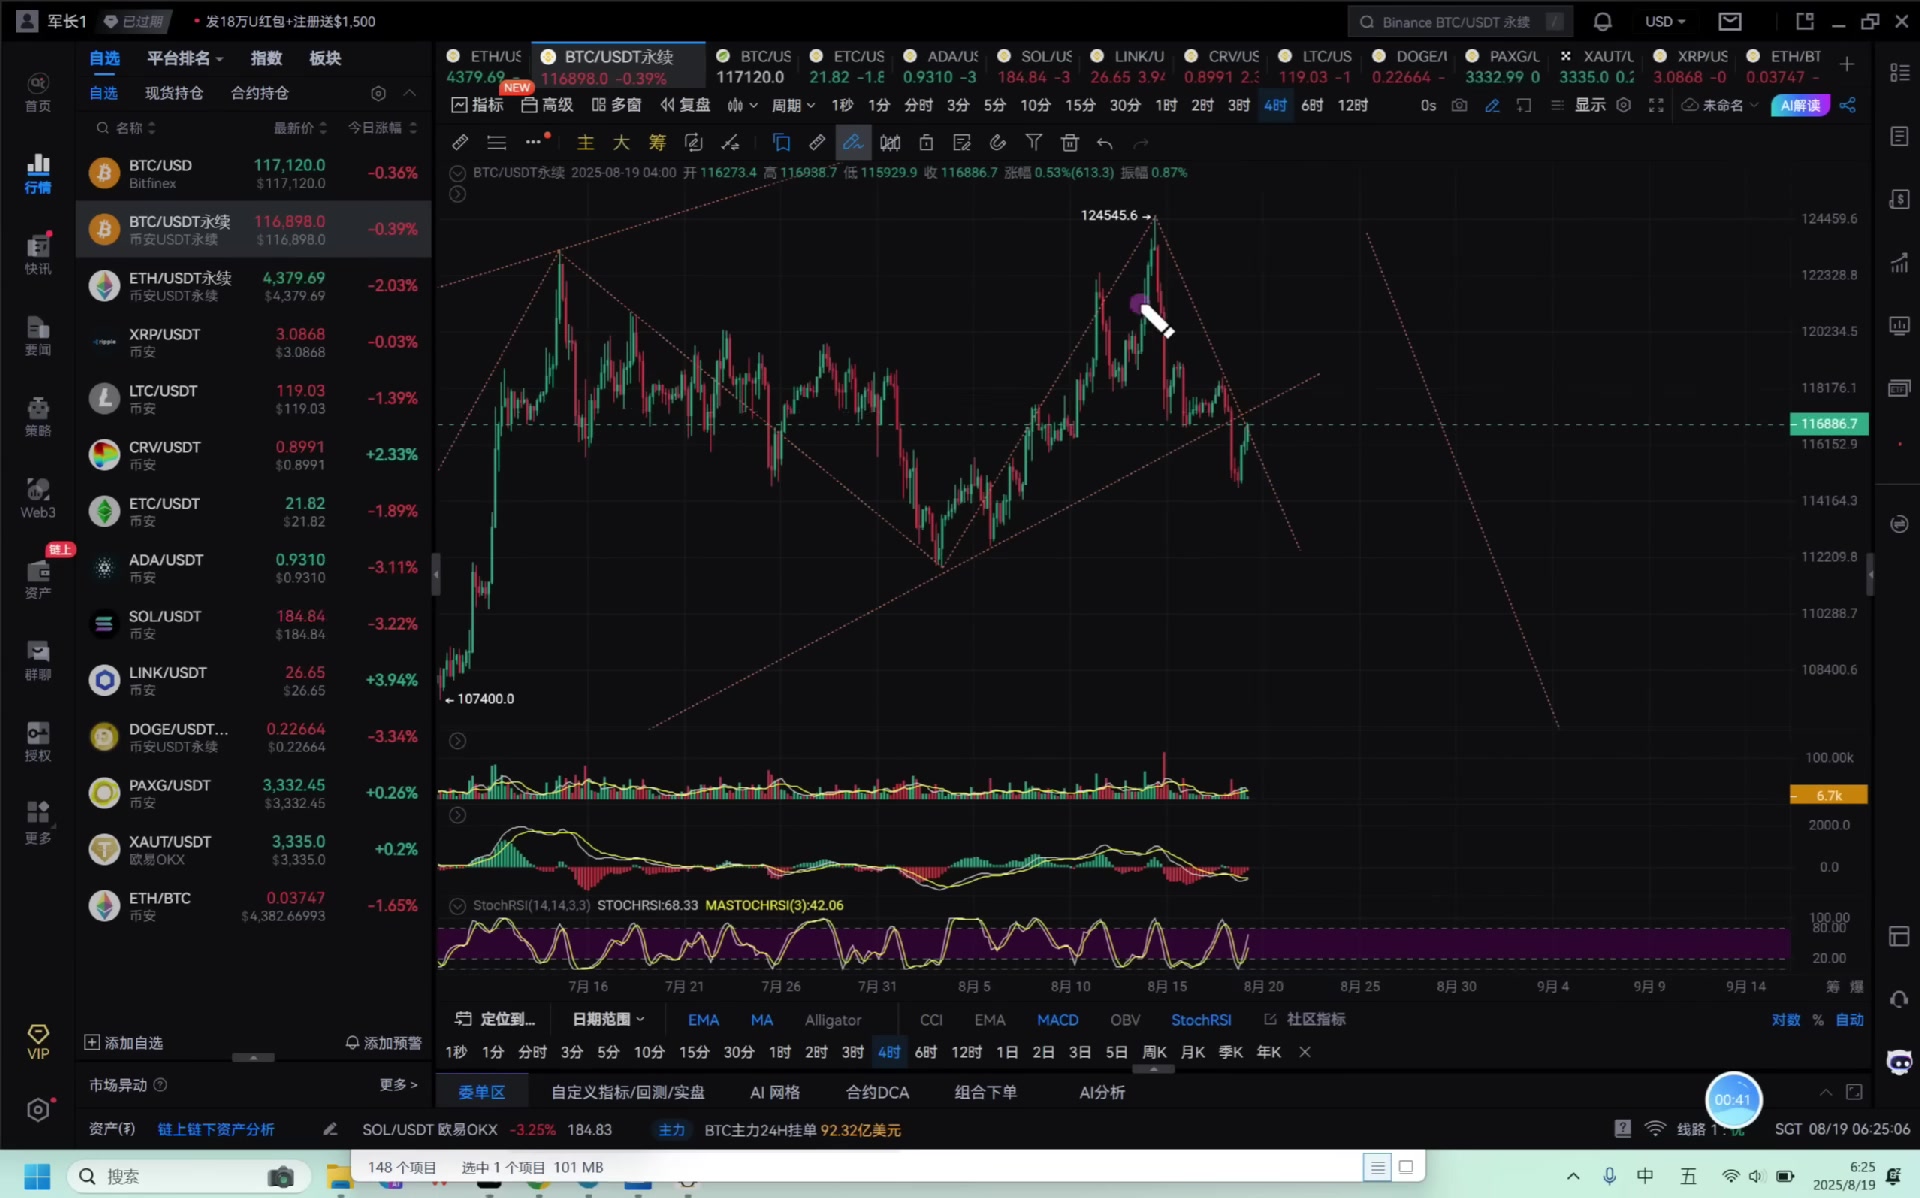 军长1 已过期 • 发18万U红包+注册送$1,500
Binance BTC/USDT 永续 /
USD
首页
行情
快讯
要闻
策略
Web3
链上
资产
群聊
授权
更多
VIP
自选 平台排名 指数 板块
自选 现货持仓 合约持仓
名称 最新价 今日涨幅
BTC/USD 117,120.0 -0.36%
Bitfinex $117,120.0
BTC/USDT永续 116,898.0 -0.39%
币安USDT永续 $116,898.0
ETH/USDT永续 4,379.69 -2.03%
币安USDT永续 $4,379.69
XRP/USDT 3.0868 -0.03%
币安 $3.0868
LTC/USDT 119.03 -1.39%
币安 $119.03
CRV/USDT 0.8991 +2.33%
币安 $0.8991
ETC/USDT 21.82 -1.89%
币安 $21.82
ADA/USDT 0.9310 -3.11%
币安 $0.9310
SOL/USDT 184.84 -3.22%
币安 $184.84
LINK/USDT 26.65 +3.94%
币安 $26.65
DOGE/USDT... 0.22664 -3.34%
币安USDT永续 $0.22664
PAXG/USDT 3,332.45 +0.26%
币安 $3,332.45
XAUT/USDT 3,335.0 +0.2%
欧易OKX $3,335.0
ETH/BTC 0.03747 -1.65%
币安 $4,382.66993
添加自选 添加预警
市场异动 更多 >
ETH/US BTC/USDT永续 BTC/US ETC/US ADA/US SOL/US LINK/U CRV/US LTC/US DOGE/I PAXG/L XAUT/L XRP/US ETH/BT
4379.69 - 116898.0 -0.39% 117120.0 21.82 -1.8 0.9310 -3 184.84 -3 26.65 3.94 0.8991 2.3 119.03 -1 0.22664 - 3332.99 0 3335.0 0.2 3.0868 -0 0.03747 -
NEW
指标 高级 多窗 复盘 周期 1秒 1分 分时 3分 5分 10分 15分 30分 1时 2时 3时 4时 6时 12时 0s 显示 未命名 AI解读
主 大 筹
BTC/USDT永续 2025-08-19 04:00 开 116273.4 高 116938.7 低 115929.9 收 116886.7 涨幅 0.53%(613.3) 振幅 0.87%
124545.6
107400.0
124459.6
122328.8
120234.5
118176.1
116886.7
116152.9
114164.3
112209.8
110288.7
108400.6
100.00k
6.7k
2000.0
0.0
StochRSI(14,14,3,3) STOCHRSI:68.33 MASTOCHRSI(3):42.06
100.00
80.00
20.00
7月 16 7月 21 7月 26 7月 31 8月 5 8月 10 8月 15 8月 20 8月 25 8月 30 9月 4 9月 9 9月 14 筹 爆
定位到... 日期范围 EMA MA Alligator CCI EMA MACD OBV StochRSI 社区指标 对数 % 自动
1秒 1分 分时 3分 5分 10分 15分 30分 1时 2时 3时 4时 6时 12时 1日 2日 3日 5日 周K 月K 季K 年K
委单区 自定义指标/回测/实盘 AI 网格 合约DCA 组合下单 AI分析
00:41
资产(₮) 链上链下资产分析 SOL/USDT 欧易OKX -3.25% 184.83 主力 BTC主力24H挂单 92.32亿美元 线路 1 SGT 08/19 06:25:06
搜索 148 个项目 选中 1 个项目 101 MB 中 五 6:25
2025/8/19